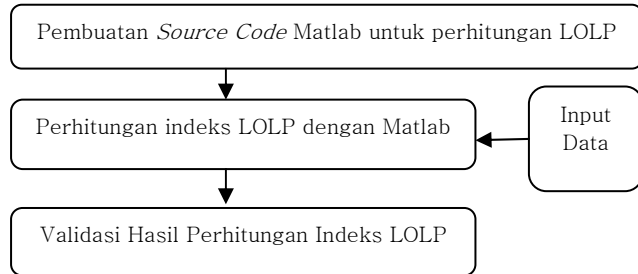 Pembuatan Source Code Matlab untuk perhitungan LOLP
Perhitungan indeks LOLP dengan Matlab
Input
Data
Validasi Hasil Perhitungan Indeks LOLP